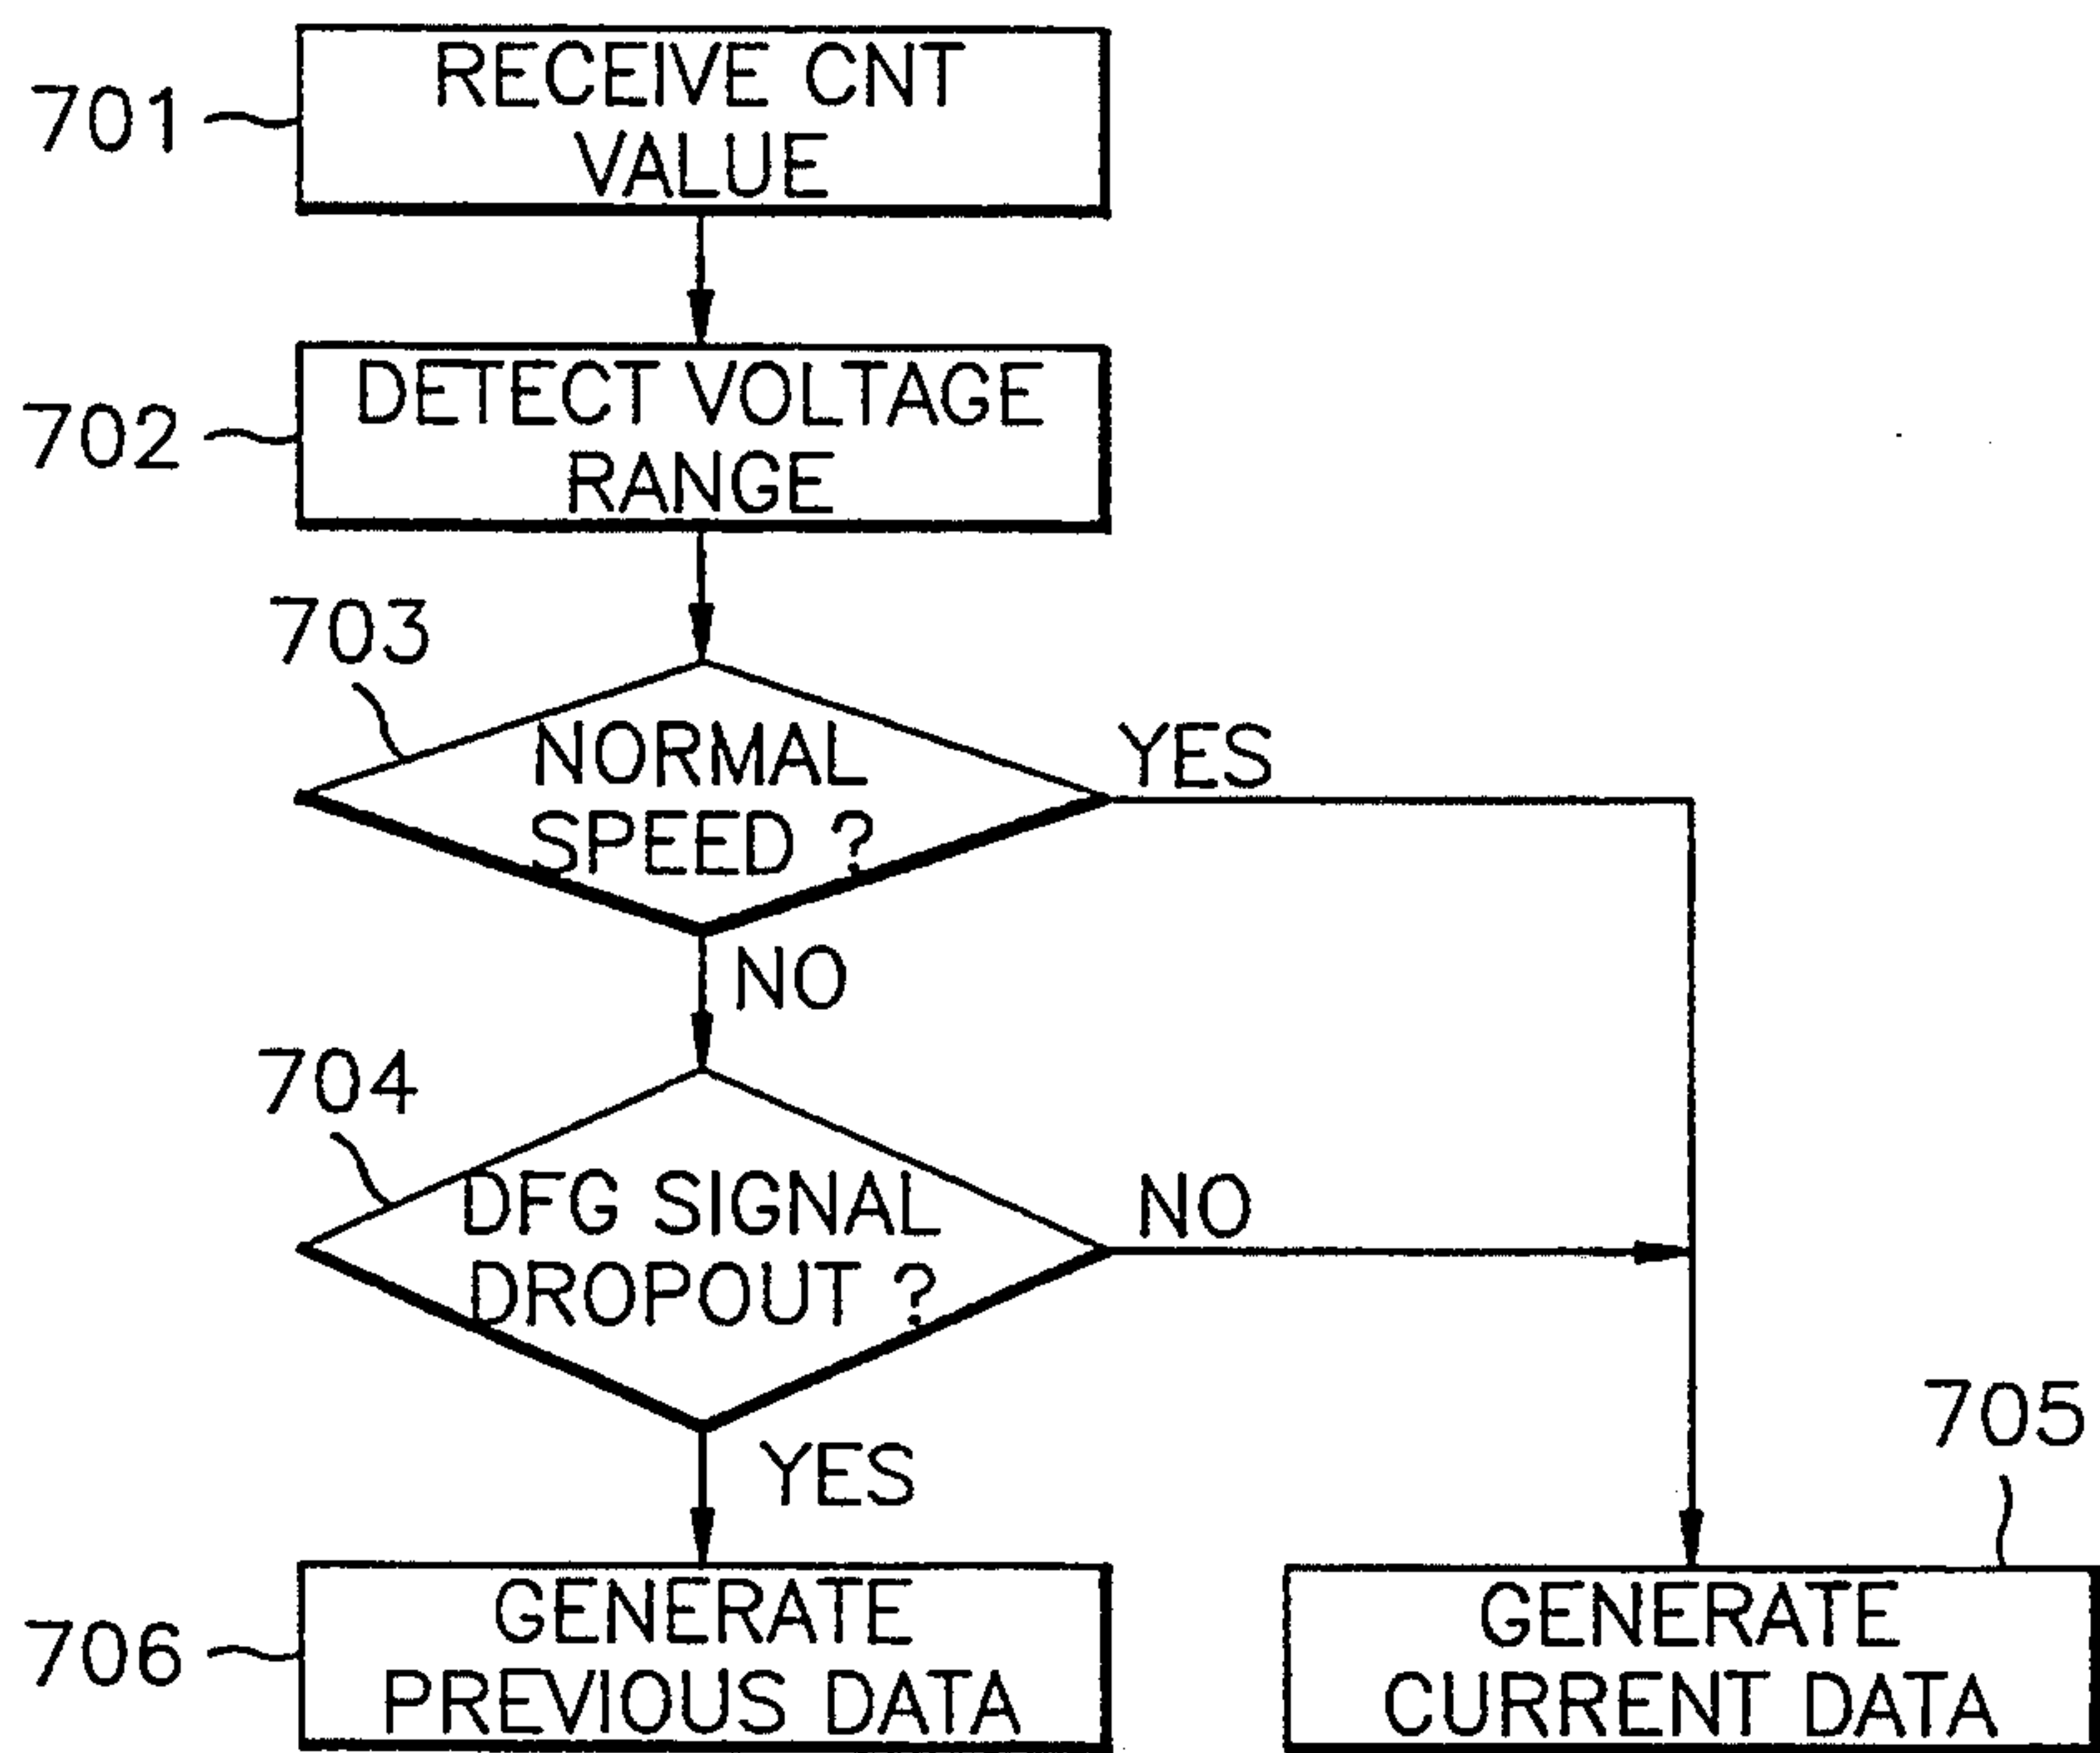 701
RECEIVE CNT
VALUE
702
DETECT VOLTAGE
RANGE
703
NORMAL
SPEED ?
YES
NO
704
DFG SIGNAL
DROPOUT ?
NO
YES
705
706
GENERATE
PREVIOUS DATA
GENERATE
CURRENT DATA